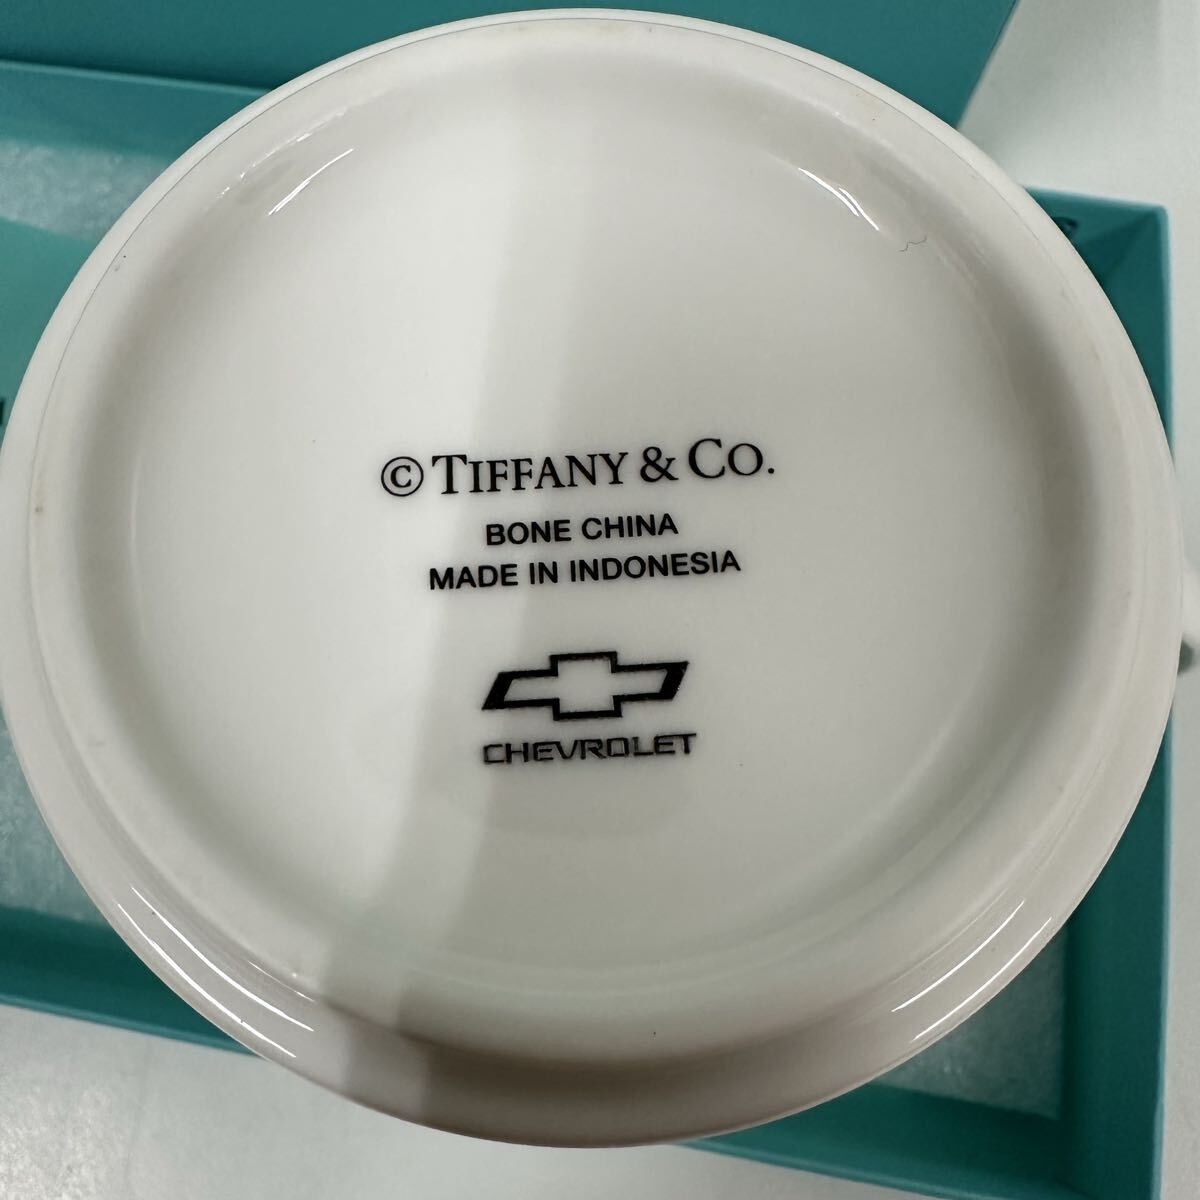 © TIFFANY & CO.
BONE CHINA
MADE IN INDONESIA
CHEVROLET